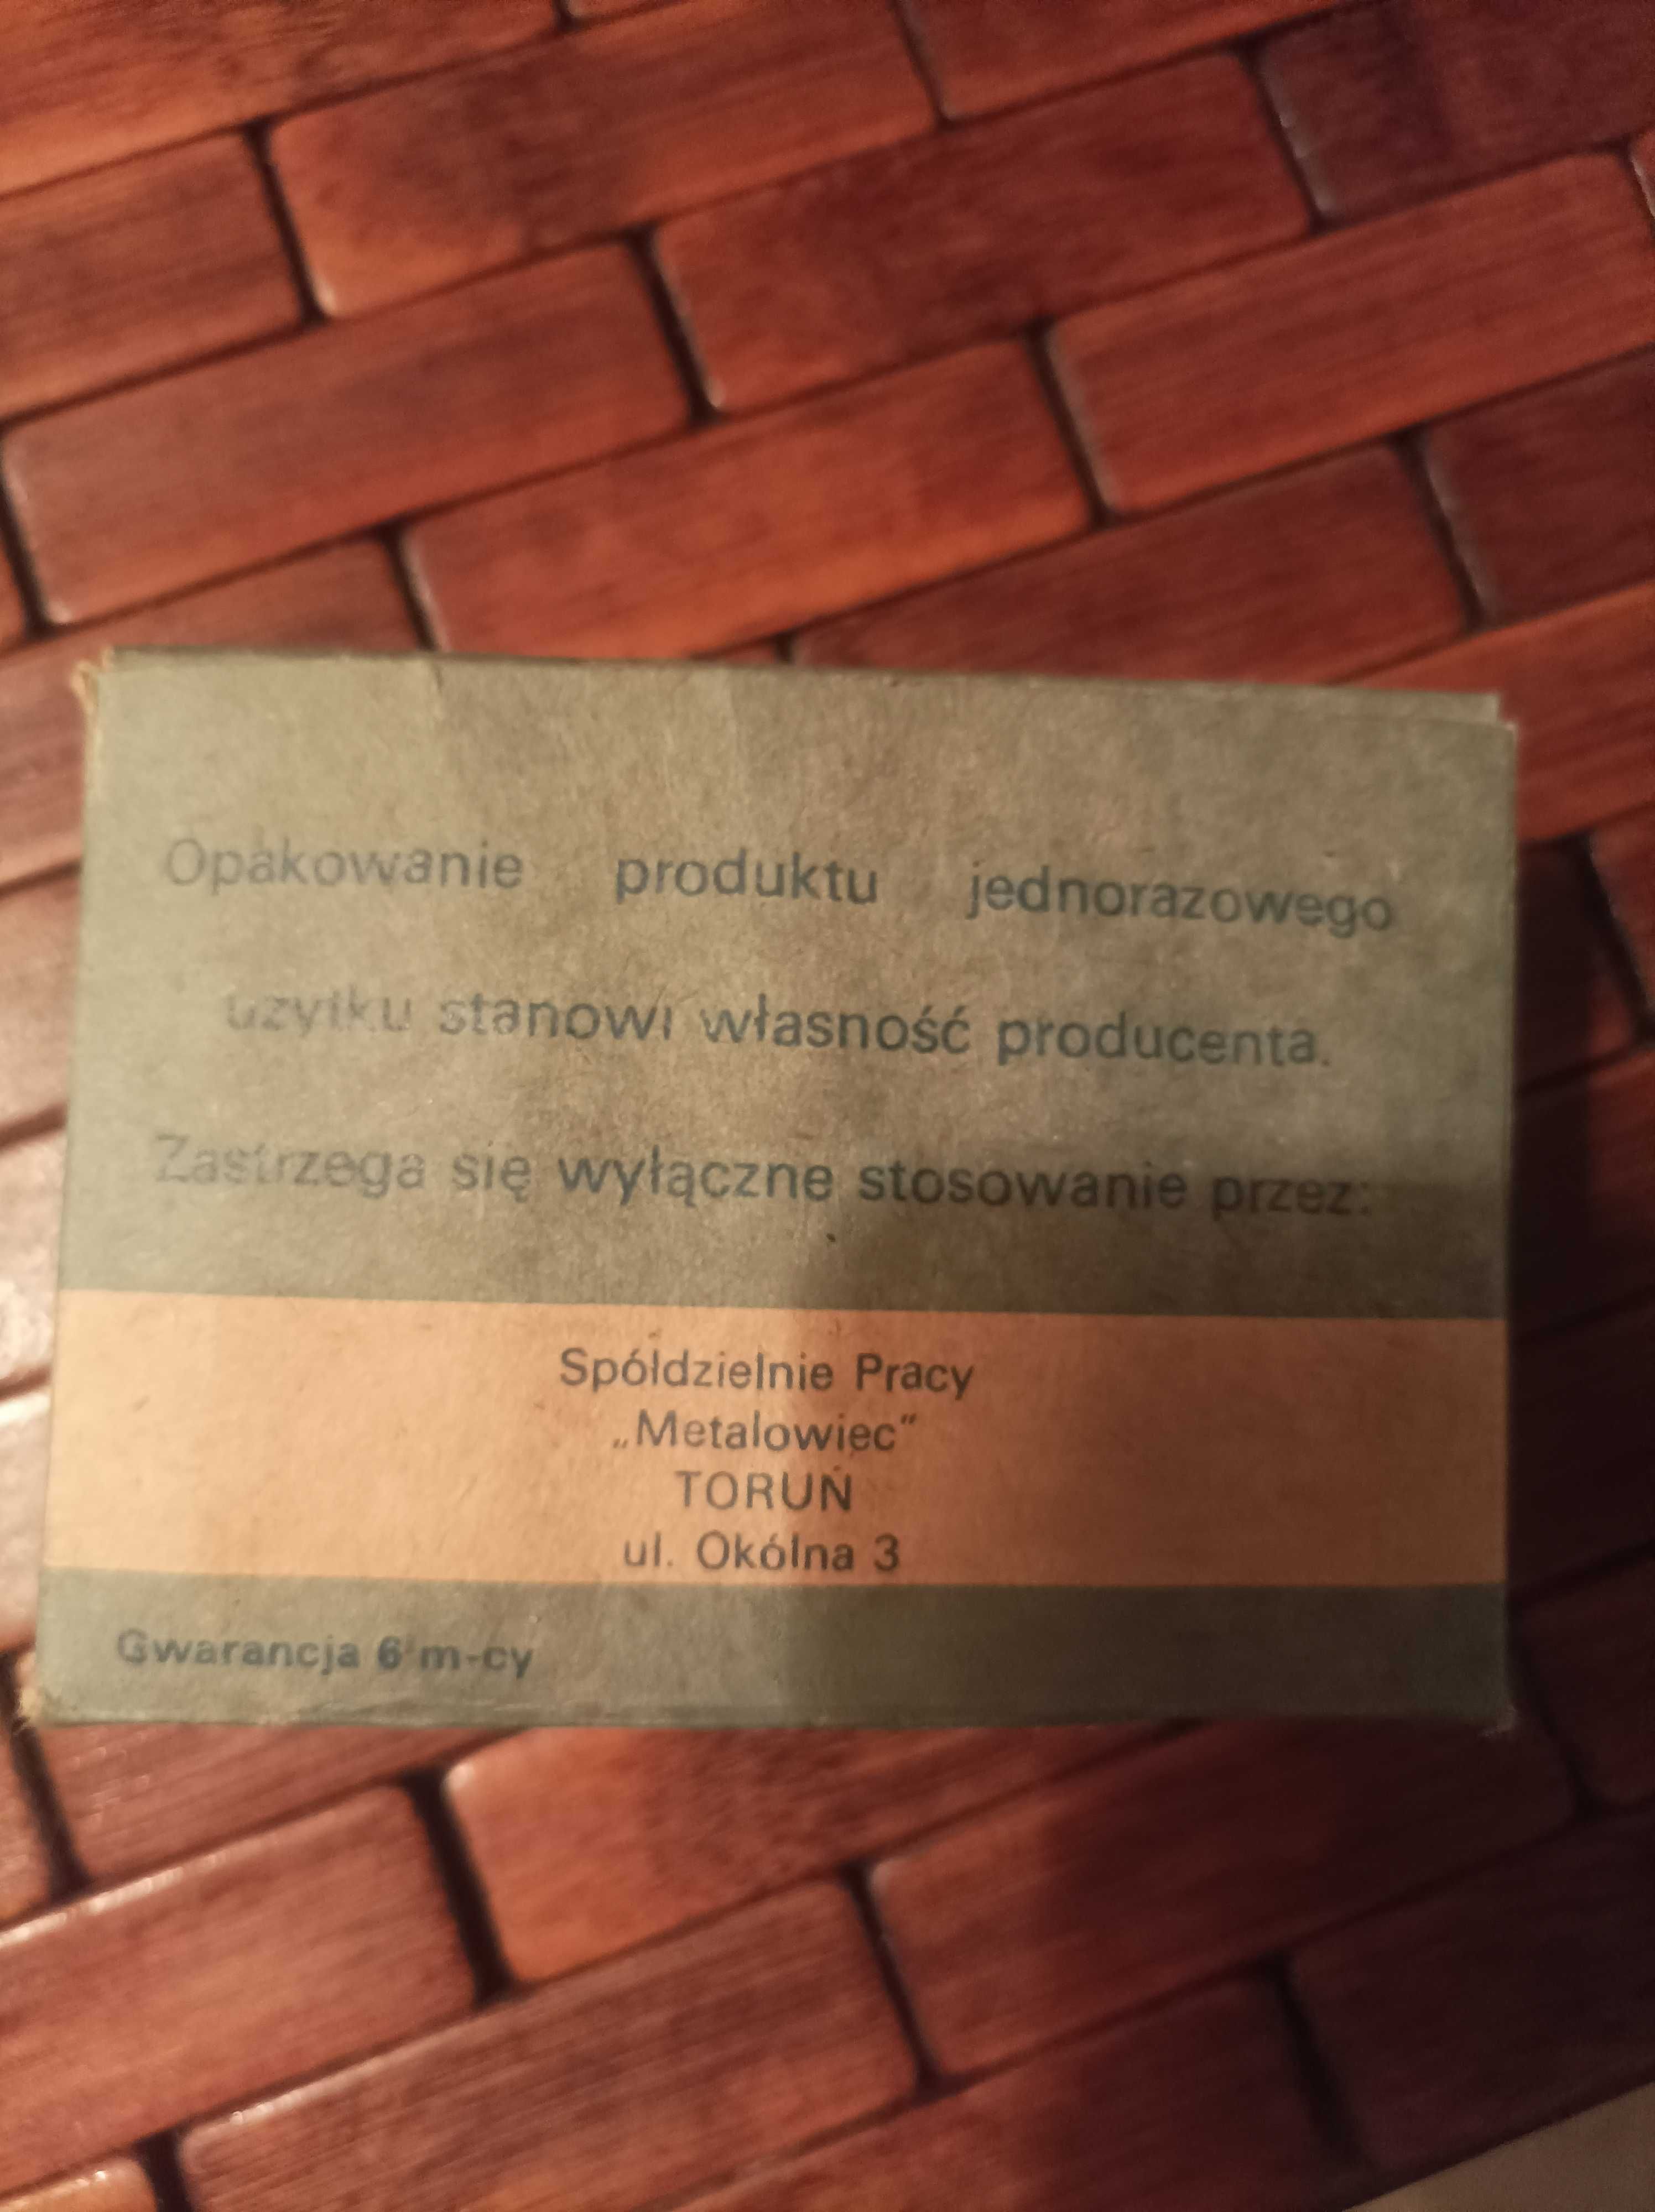 Opakowanie produktu jednorazowego
użytku stanowi własność producenta.
Zastrzega się wyłączne stosowanie przez:
Spółdzielnie Pracy
„Metalowiec”
TORUŃ
ul. Okólna 3
Gwarancja 6 m-cy